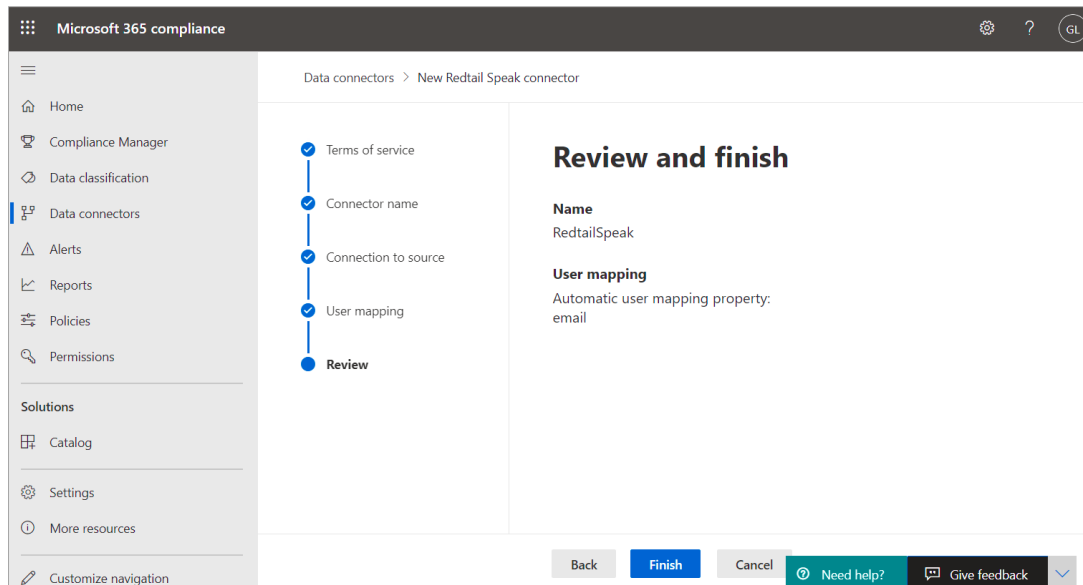 Microsoft 365 compliance
?
GL
Data connectors > New Redtail Speak connector
Home
Compliance Manager
Data classification
Data connectors
Alerts
Reports
Policies
Permissions
Solutions
Catalog
Settings
More resources
Customize navigation
Terms of service
Connector name
Connection to source
User mapping
Review
Review and finish
Name
RedtailSpeak
User mapping
Automatic user mapping property:
email
Back
Finish
Cancel
Need help?
Give feedback